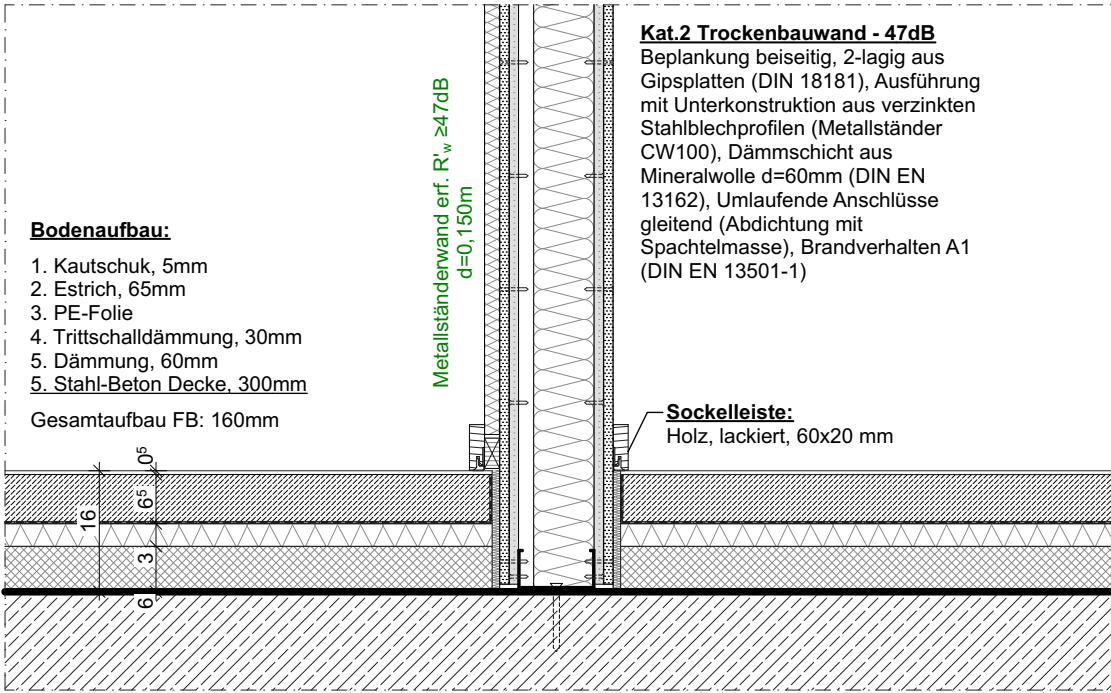 Kat.2 Trockenbauwand - 47dB
Beplankung beiseitig, 2-lagig aus
Gipsplatten (DIN 18181), Ausführung
mit Unterkonstruktion aus verzinkten
Stahlblechprofilen (Metallständer
CW100), Dämmschicht aus
Mineralwolle d=60mm (DIN EN
13162), Umlaufende Anschlüsse
gleitend (Abdichtung mit
Spachtelmasse), Brandverhalten A1
(DIN EN 13501-1)
Metallständerwand erf. R'w ≥47dB
d=0,150m
Bodenaufbau:
1. Kautschuk, 5mm
2. Estrich, 65mm
3. PE-Folie
4. Trittschalldämmung, 30mm
5. Dämmung, 60mm
5. Stahl-Beton Decke, 300mm
Gesamtaufbau FB: 160mm
Sockelleiste:
Holz, lackiert, 60x20 mm
0⁵
6⁵
16
3
6